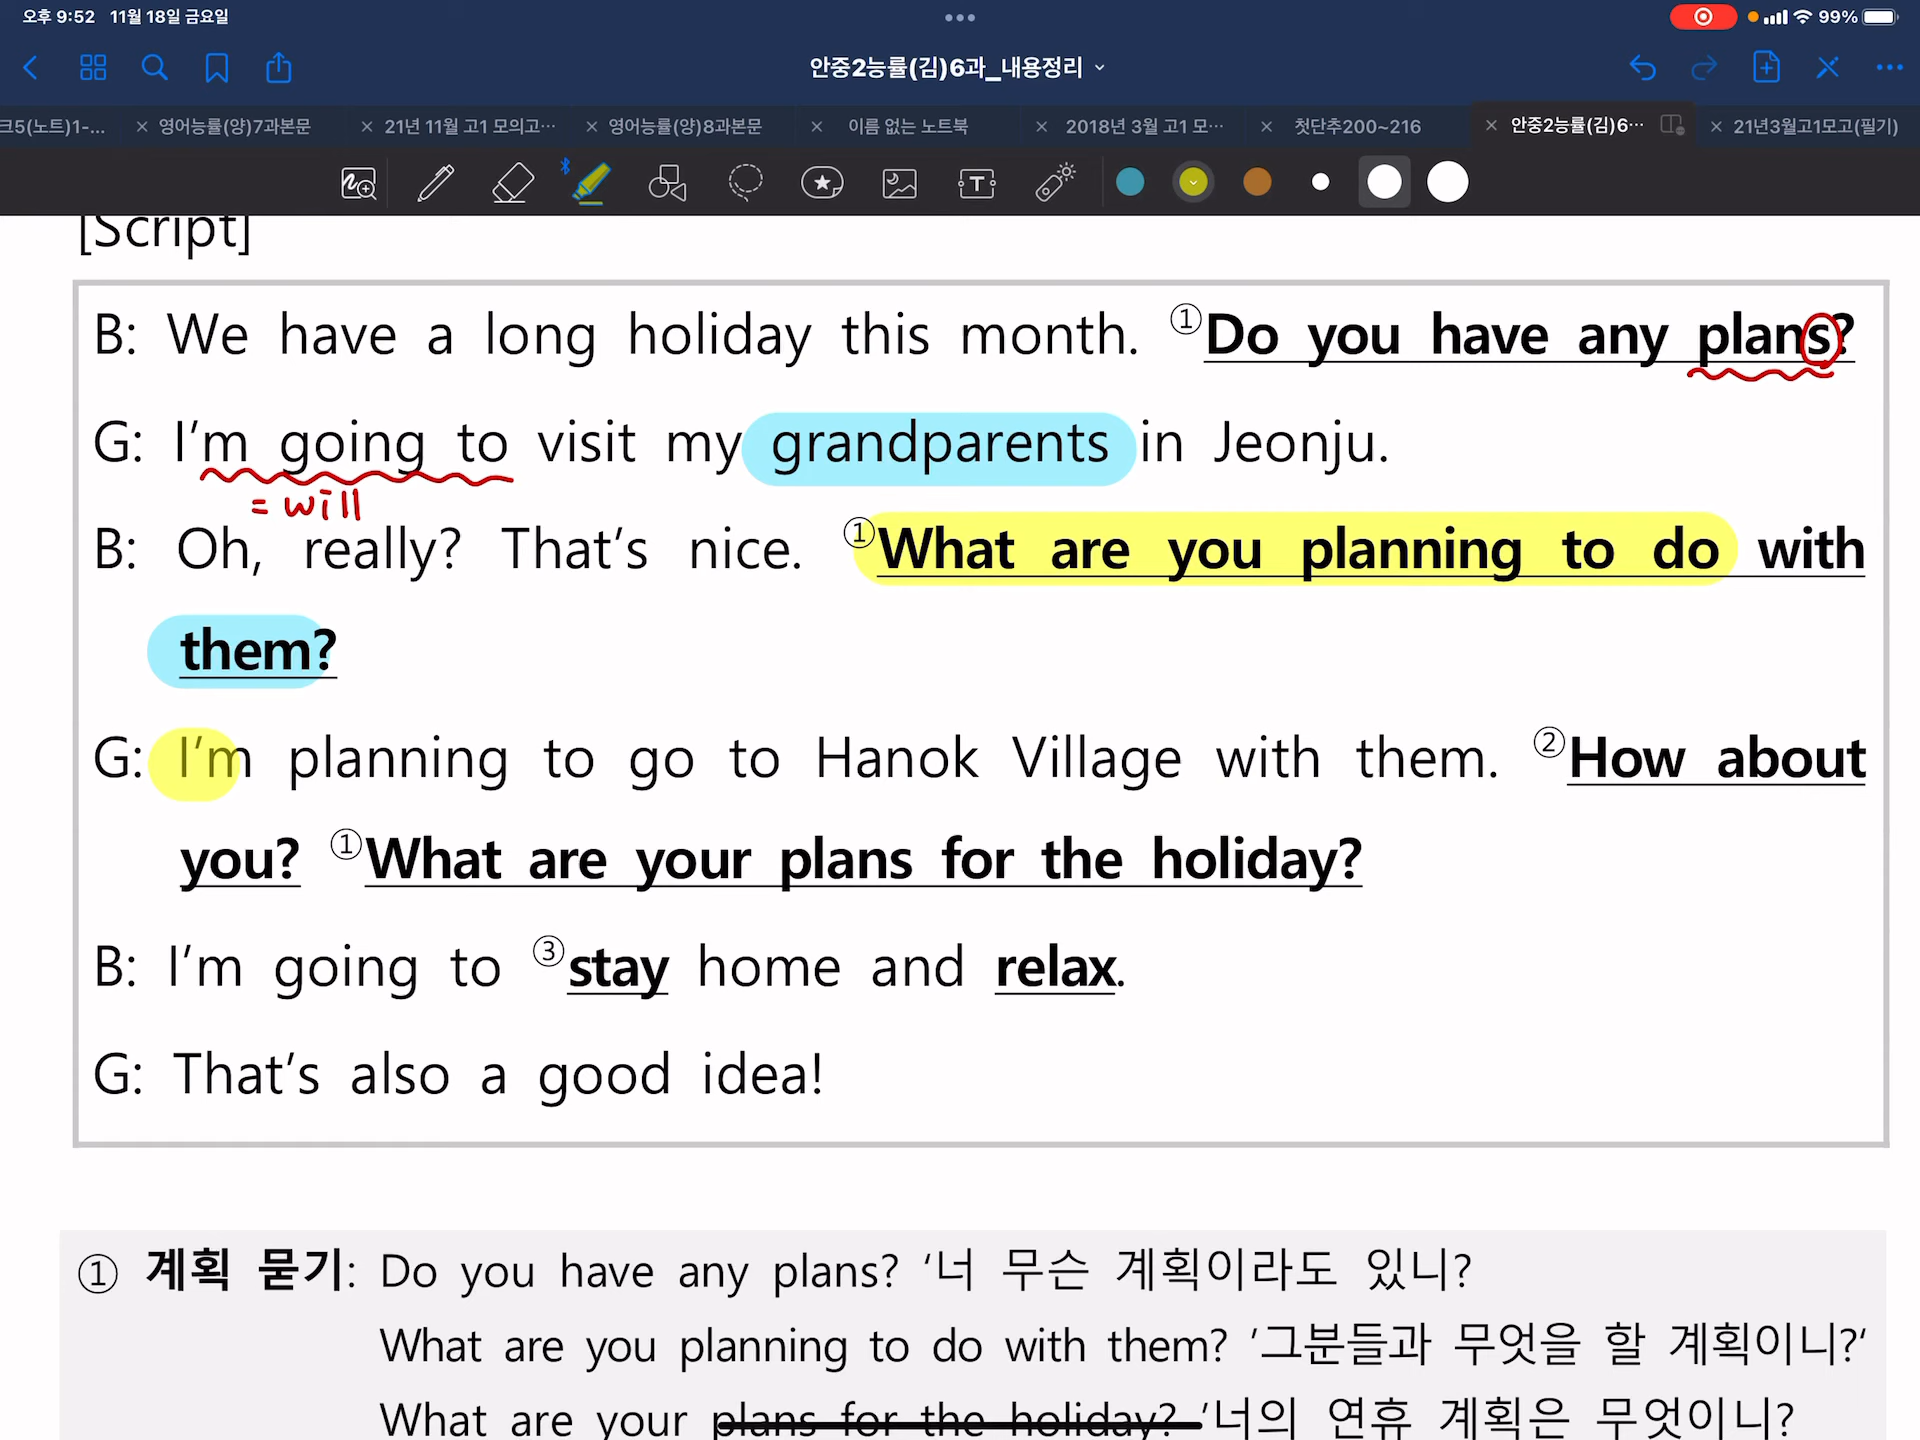 오후 9:52 11월 18일 금요일
99%
안중2능률(김)6과_내용정리
크5(노트)1-...
영어능률(양)7과본문
21년 11월 고1 모의고...
영어능률(양)8과본문
이름 없는 노트북
2018년 3월 고1 모...
첫단추200~216
안중2능률(김)6...
21년3월고1모고(필기)
[Script]
B: We have a long holiday this month. ①Do you have any plans?
G: I'm going to visit my grandparents in Jeonju.
= will
B: Oh, really? That's nice. ①What are you planning to do with
them?
G: I'm planning to go to Hanok Village with them. ②How about
you? ①What are your plans for the holiday?
B: I'm going to ③stay home and relax.
G: That's also a good idea!
① 계획 묻기: Do you have any plans? '너 무슨 계획이라도 있니?
What are you planning to do with them? '그분들과 무엇을 할 계획이니?'
What are your plans for the holiday? '너의 연휴 계획은 무엇이니?